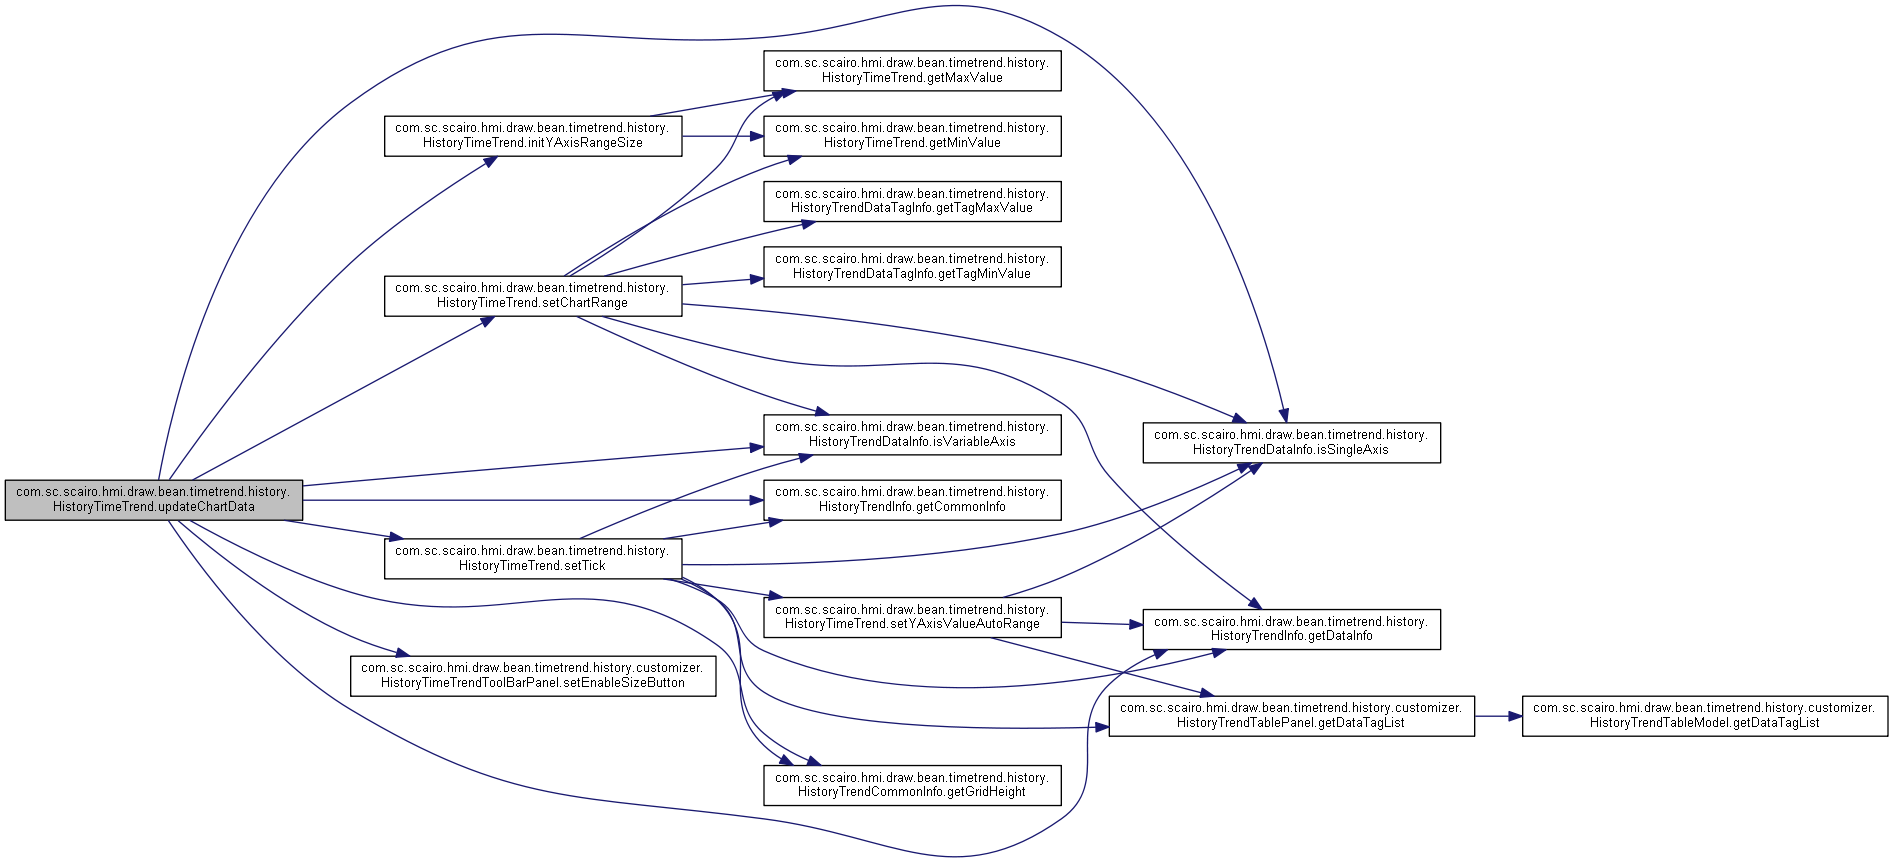 com.sc.scairo.hmi.draw.bean.timetrend.history.
HistoryTimeTrend.updateChartData
com.sc.scairo.hmi.draw.bean.timetrend.history.
HistoryTimeTrend.initYAxisRangeSize
com.sc.scairo.hmi.draw.bean.timetrend.history.
HistoryTimeTrend.setChartRange
com.sc.scairo.hmi.draw.bean.timetrend.history.
HistoryTimeTrend.setTick
com.sc.scairo.hmi.draw.bean.timetrend.history.customizer.
HistoryTimeTrendToolBarPanel.setEnableSizeButton
com.sc.scairo.hmi.draw.bean.timetrend.history.
HistoryTimeTrend.getMaxValue
com.sc.scairo.hmi.draw.bean.timetrend.history.
HistoryTimeTrend.getMinValue
com.sc.scairo.hmi.draw.bean.timetrend.history.
HistoryTrendDataTagInfo.getTagMaxValue
com.sc.scairo.hmi.draw.bean.timetrend.history.
HistoryTrendDataTagInfo.getTagMinValue
com.sc.scairo.hmi.draw.bean.timetrend.history.
HistoryTrendDataInfo.isVariableAxis
com.sc.scairo.hmi.draw.bean.timetrend.history.
HistoryTrendInfo.getCommonInfo
com.sc.scairo.hmi.draw.bean.timetrend.history.
HistoryTimeTrend.setYAxisValueAutoRange
com.sc.scairo.hmi.draw.bean.timetrend.history.
HistoryTrendCommonInfo.getGridHeight
com.sc.scairo.hmi.draw.bean.timetrend.history.
HistoryTrendDataInfo.isSingleAxis
com.sc.scairo.hmi.draw.bean.timetrend.history.
HistoryTrendInfo.getDataInfo
com.sc.scairo.hmi.draw.bean.timetrend.history.customizer.
HistoryTrendTablePanel.getDataTagList
com.sc.scairo.hmi.draw.bean.timetrend.history.customizer.
HistoryTrendTableModel.getDataTagList